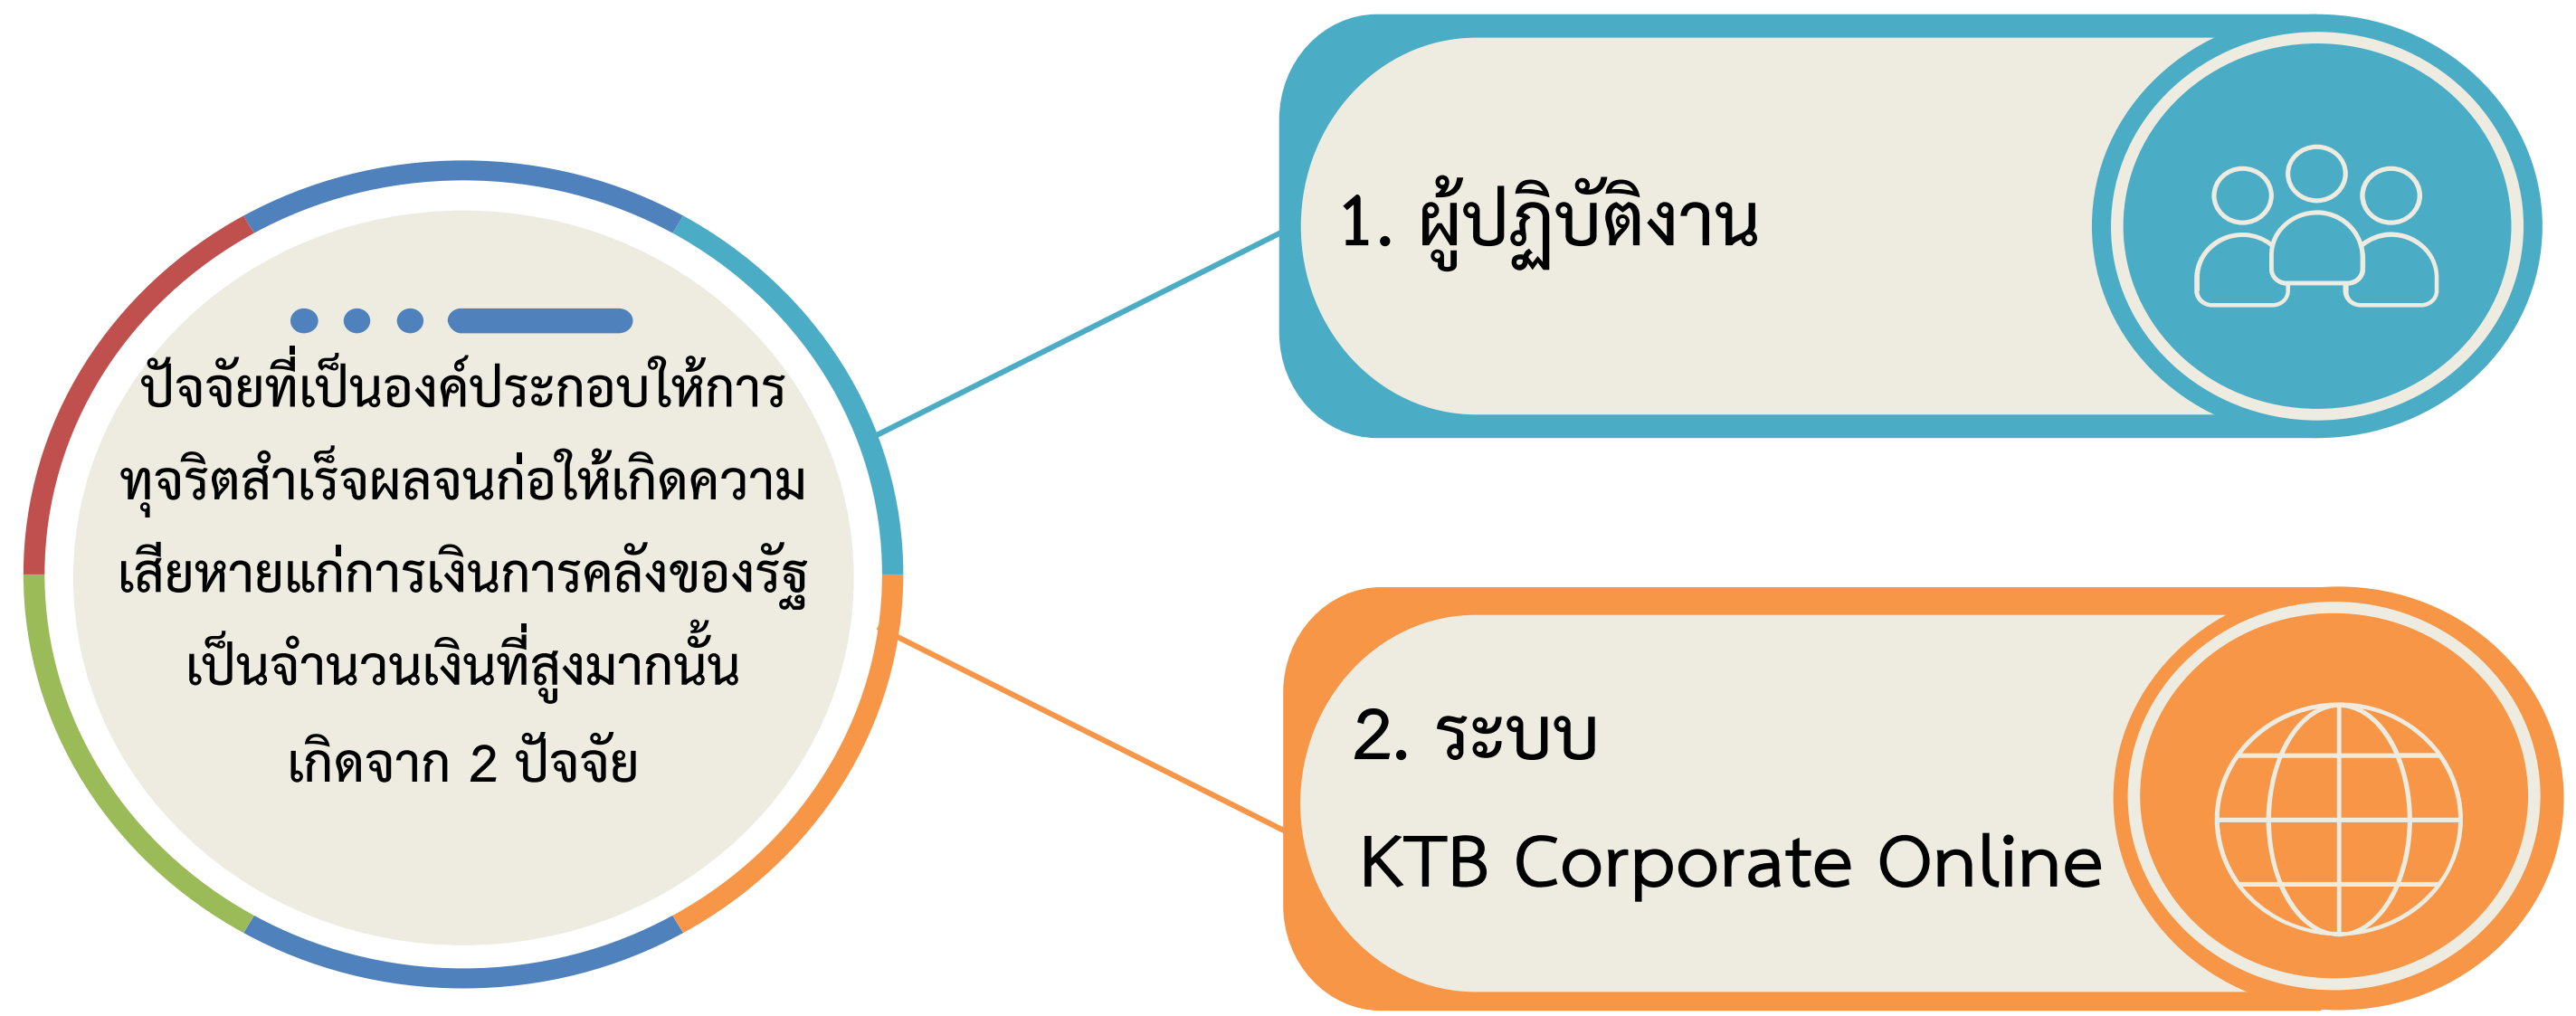 ปัจจัยที่เป็นองค์ประกอบให้การ
ทุจริตสำเร็จผลจนก่อให้เกิดความ
เสียหายแก่การเงินการคลังของรัฐ
เป็นจำนวนเงินที่สูงมากนั้น
เกิดจาก 2 ปัจจัย
1. ผู้ปฏิบัติงาน
2. ระบบ
KTB Corporate Online